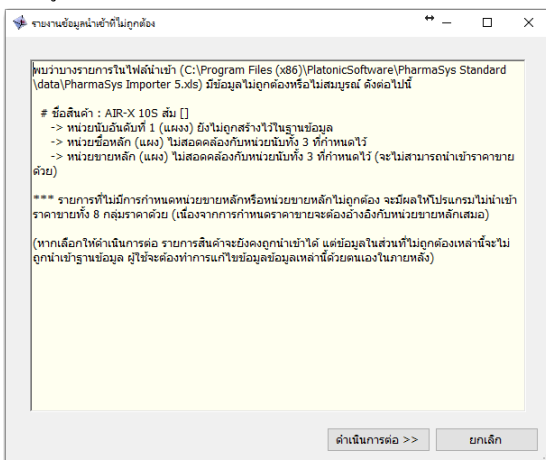 รายงานข้อมูลนำเข้าที่ไม่ถูกต้อง
พบว่าบางรายการในไฟล์นำเข้า (C:\Program Files (x86)\PlatonicSoftware\PharmaSys Standard
\data\PharmaSys Importer 5.xls) มีข้อมูลไม่ถูกต้องหรือไม่สมบูรณ์ ดังต่อไปนี้
# ชื่อสินค้า : AIR-X 10S ส้ม []
-> หน่วยนับอันดับที่ 1 (แผงง) ยังไม่ถูกสร้างไว้ในฐานข้อมูล
-> หน่วยซื้อหลัก (แผง) ไม่สอดคล้องกับหน่วยนับทั้ง 3 ที่กำหนดไว้
-> หน่วยขายหลัก (แผง) ไม่สอดคล้องกับหน่วยนับทั้ง 3 ที่กำหนดไว้ (จะไม่สามารถนำเข้าราคาขาย
ด้วย)
*** รายการที่ไม่มีการกำหนดหน่วยขายหลักหรือหน่วยขายหลักไม่ถูกต้อง จะมีผลให้โปรแกรมไม่นำเข้า
ราคาขายทั้ง 8 กลุ่มราคาด้วย (เนื่องจากการกำหนดราคาขายจะต้องอ้างอิงกับหน่วยขายหลักเสมอ)
(หากเลือกให้ดำเนินการต่อ รายการสินค้าจะยังคงถูกนำเข้าได้ แต่ข้อมูลในส่วนที่ไม่ถูกต้องเหล่านี้จะไม่
ถูกนำเข้าฐานข้อมูล ผู้ใช้จะต้องทำการแก้ไขข้อมูลข้อมูลเหล่านี้ด้วยตนเองในภายหลัง)
ดำเนินการต่อ >>
ยกเลิก